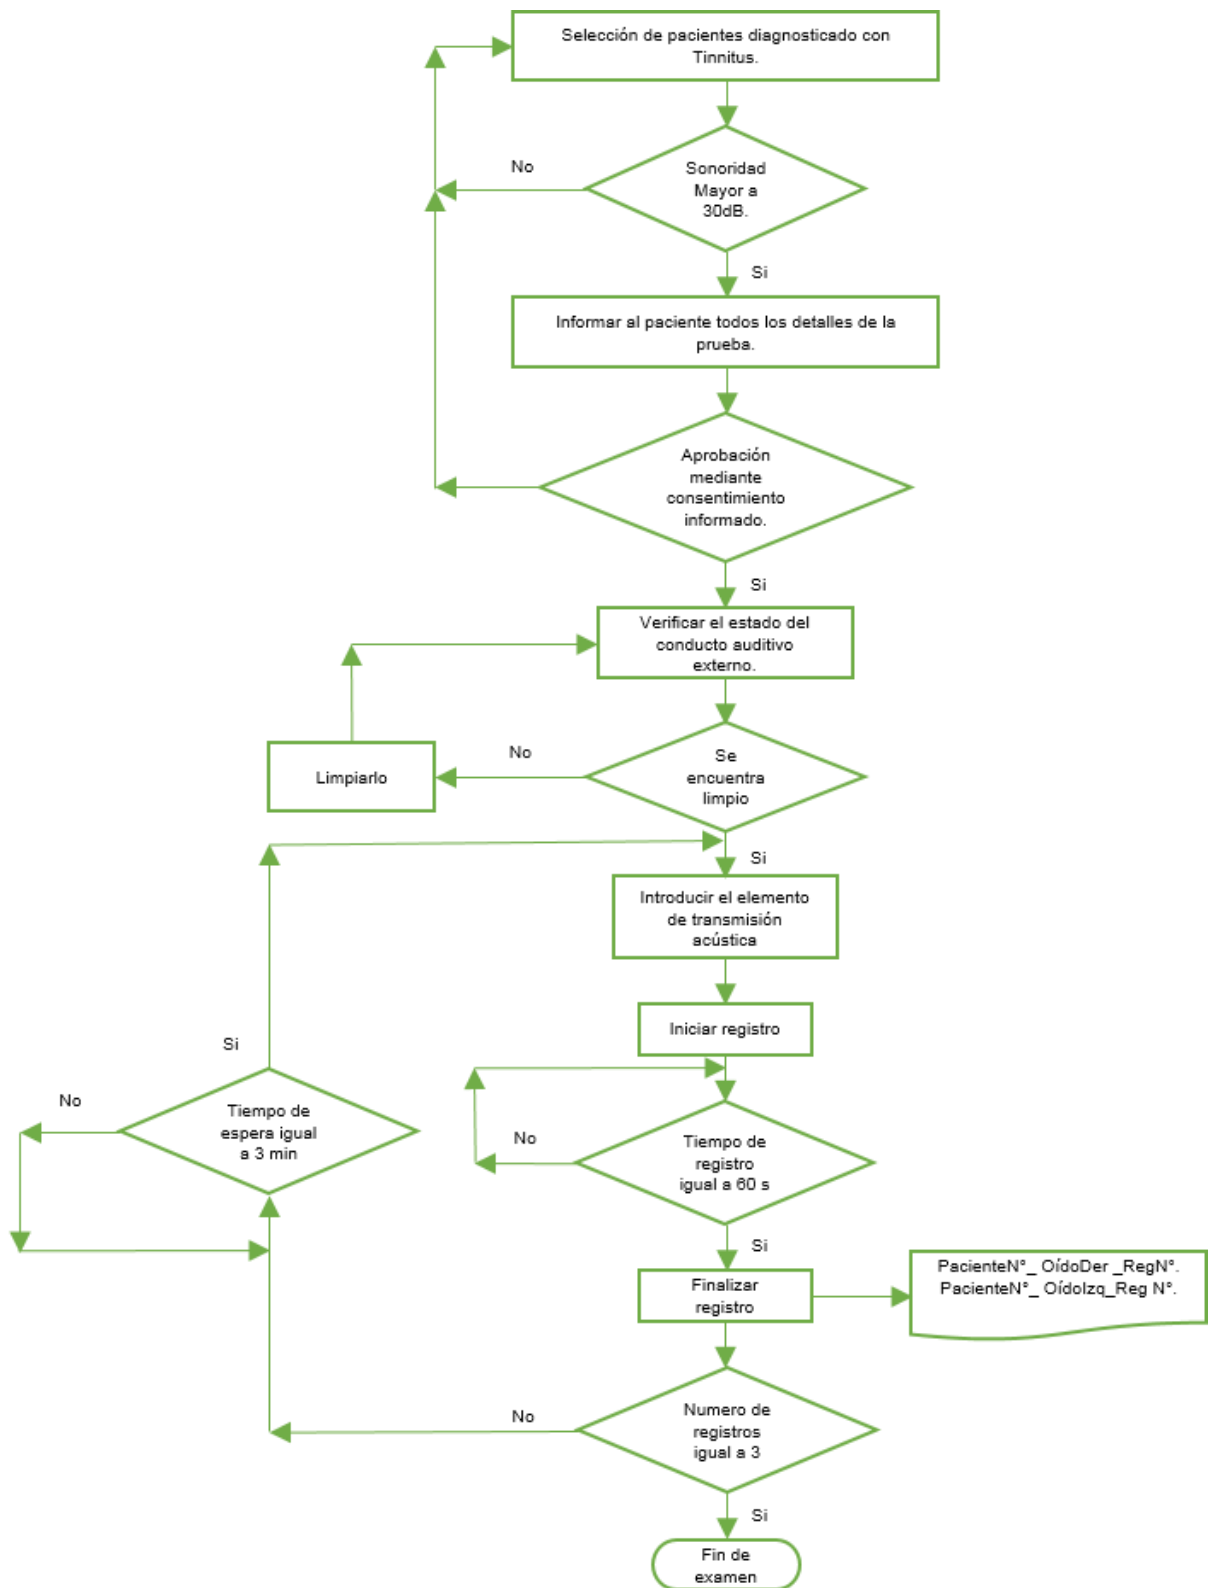 Selección de pacientes diagnosticado con
Tinnitus.
No
Sonoridad
Mayor a
30dB.
Si
Informar al paciente todos los detalles de la
prueba.
Aprobación
mediante
consentimiento
informado.
Si
Verificar el estado del
conducto auditivo
externo.
No
Limpiarlo
Se
encuentra
limpio
Si
Introducir el elemento
de transmisión
acústica
Iniciar registro
Si
No
Tiempo de
espera igual
a 3 min
No
Tiempo de
registro
igual a 60 s
Si
Finalizar
registro
PacienteN°_ OídoDer _RegN°.
PacienteN°_ OídoIzq_Reg N°.
No
Numero de
registros
igual a 3
Si
Fin de
examen